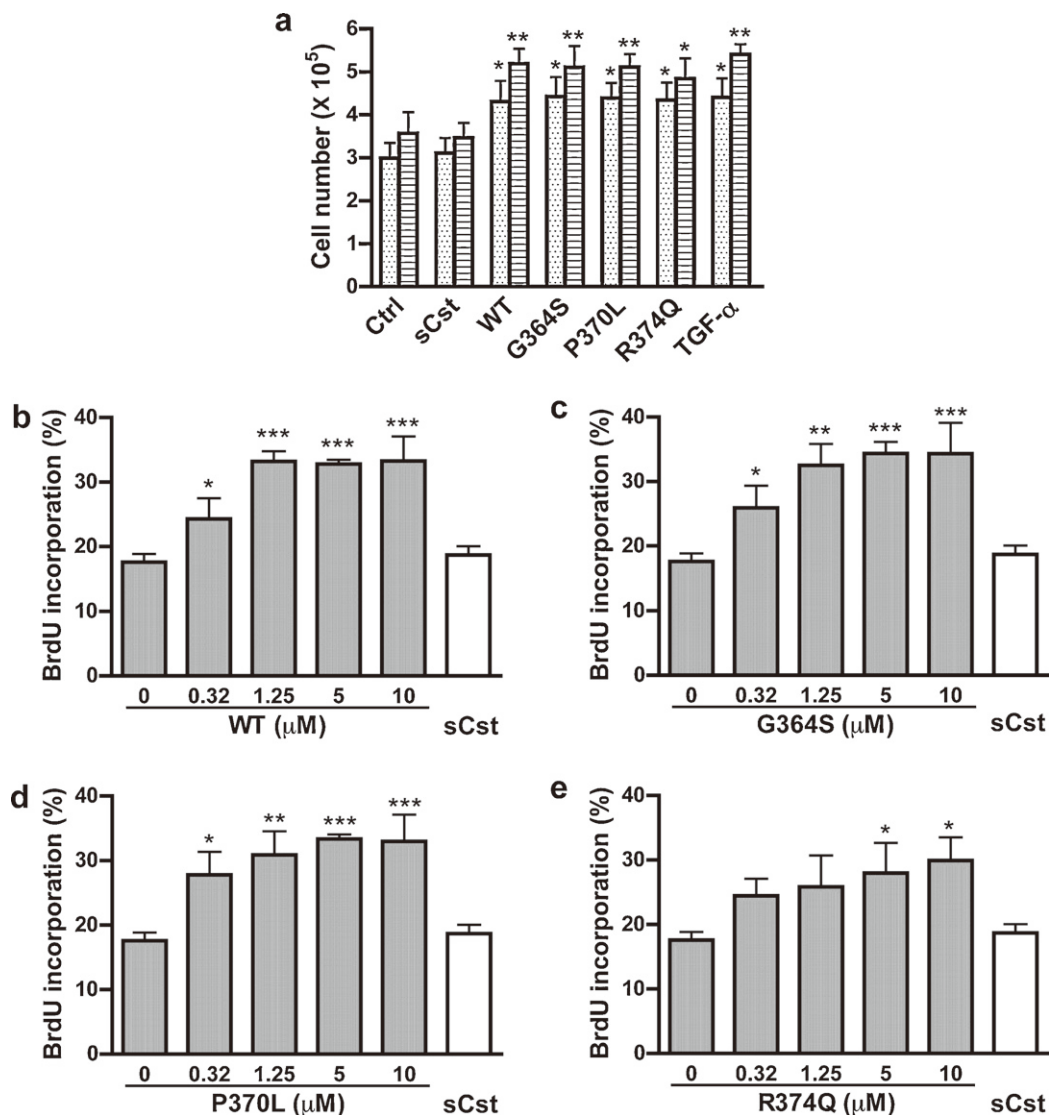 a
Cell number (X 10⁵)
6
5
4
3
2
1
0
* ** * ** * ** * * * **
Ctrl sCst WT G364S P370L R374Q TGF-α
b
BrdU incorporation (%)
40
30
20
10
0
* *** *** ***
0 0.32 1.25 5 10
WT (μM) sCst
c
BrdU incorporation (%)
40
30
20
10
0
* ** *** ***
0 0.32 1.25 5 10
G364S (μM) sCst
d
BrdU incorporation (%)
40
30
20
10
0
* ** *** ***
0 0.32 1.25 5 10
P370L (μM) sCst
e
BrdU incorporation (%)
40
30
20
10
0
* *
0 0.32 1.25 5 10
R374Q (μM) sCst